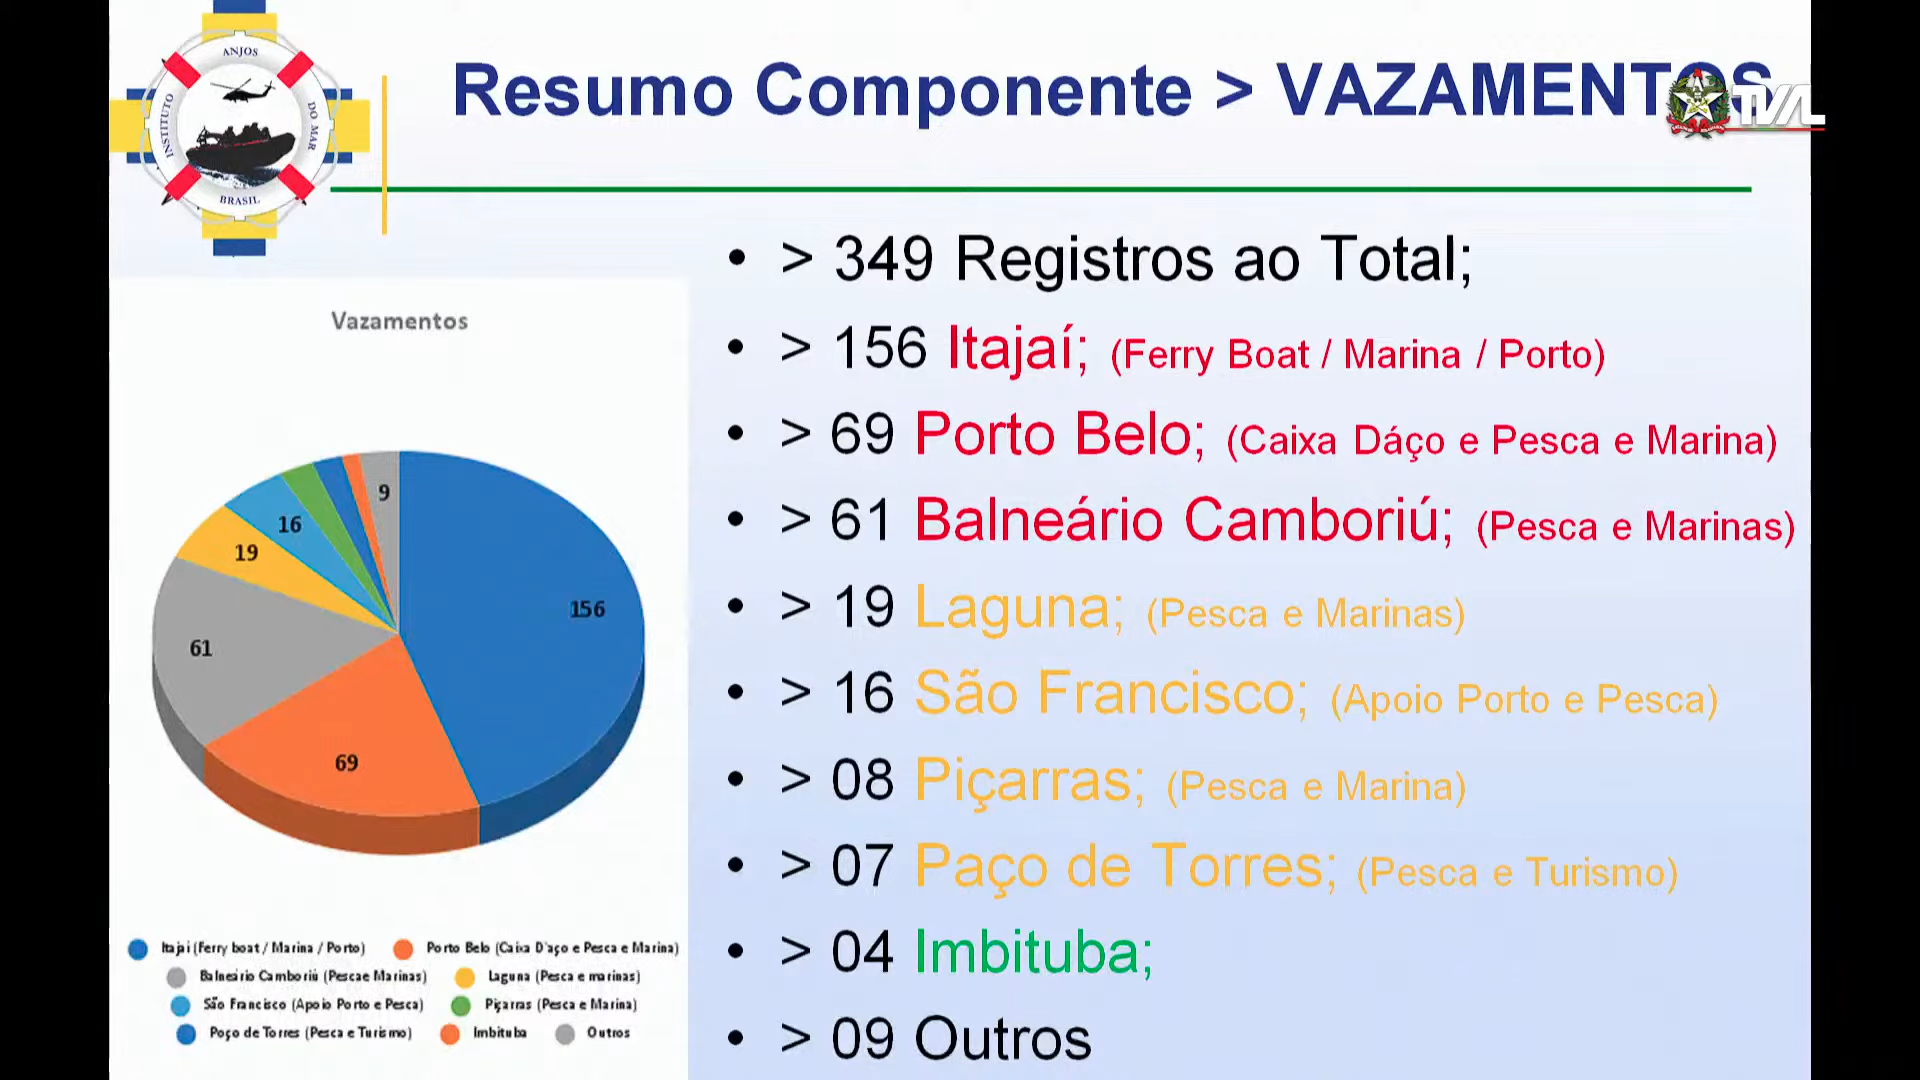 ANJOS
INSTITUTO
DO MAR
BRASIL
Resumo Componente > VAZAMENTOS
TVAL
• > 349 Registros ao Total;
• > 156 Itajaí; (Ferry Boat / Marina / Porto)
• > 69 Porto Belo; (Caixa Dáço e Pesca e Marina)
• > 61 Balneário Camboriú; (Pesca e Marinas)
• > 19 Laguna; (Pesca e Marinas)
• > 16 São Francisco; (Apoio Porto e Pesca)
• > 08 Piçarras; (Pesca e Marina)
• > 07 Paço de Torres; (Pesca e Turismo)
• > 04 Imbituba;
• > 09 Outros
Vazamentos
9
16
19
156
61
69
Itajai (Ferry boat / Marina / Porto) Porto Belo (Caixa D`aço e Pesca e Marina)
Balneário Camboriú (Pescae Marinas) Laguna (Pesca e marinas)
São Francisco (Apoio Porto e Pesca) Piçarras (Pesca e Marina)
Poço de Torres (Pesca e Turismo) Imbituba Outros